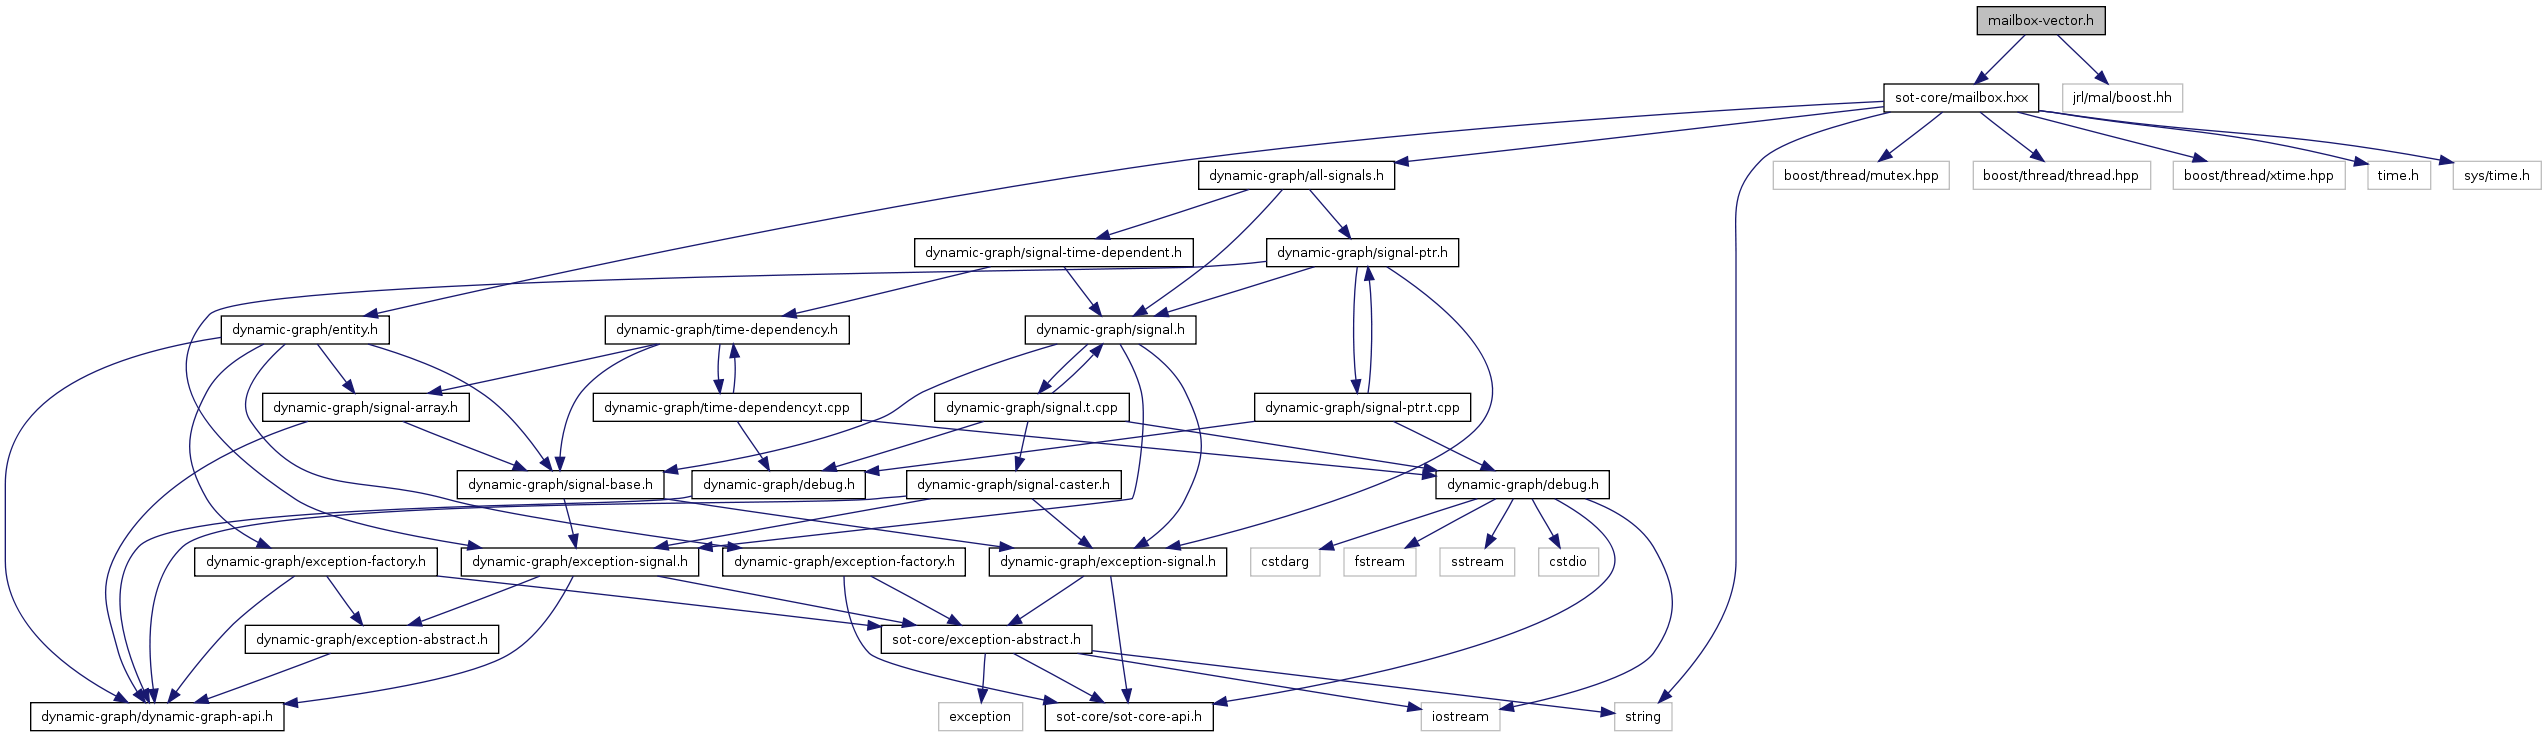 mailbox-vector.h
sot-core/mailbox.hxx
jrl/mal/boost.hh
dynamic-graph/all-signals.h
boost/thread/mutex.hpp
boost/thread/thread.hpp
boost/thread/xtime.hpp
time.h
sys/time.h
dynamic-graph/signal-time-dependent.h
dynamic-graph/signal-ptr.h
dynamic-graph/entity.h
dynamic-graph/time-dependency.h
dynamic-graph/signal.h
dynamic-graph/signal-array.h
dynamic-graph/time-dependency.t.cpp
dynamic-graph/signal.t.cpp
dynamic-graph/signal-ptr.t.cpp
dynamic-graph/signal-base.h
dynamic-graph/debug.h
dynamic-graph/signal-caster.h
dynamic-graph/debug.h
dynamic-graph/exception-factory.h
dynamic-graph/exception-signal.h
dynamic-graph/exception-factory.h
dynamic-graph/exception-signal.h
cstdarg
fstream
sstream
cstdio
dynamic-graph/exception-abstract.h
sot-core/exception-abstract.h
dynamic-graph/dynamic-graph-api.h
exception
sot-core/sot-core-api.h
iostream
string